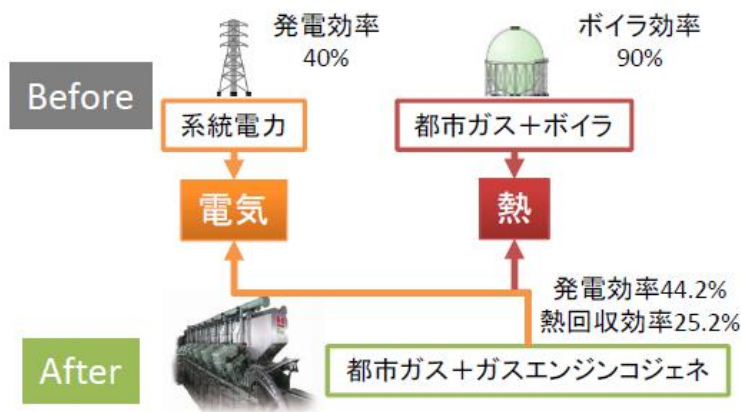 発電効率
40%
ボイラ効率
90%
Before
系統電力
都市ガス＋ボイラ
電気
熱
発電効率44.2%
熱回収効率25.2%
After
都市ガス＋ガスエンジンコジェネ